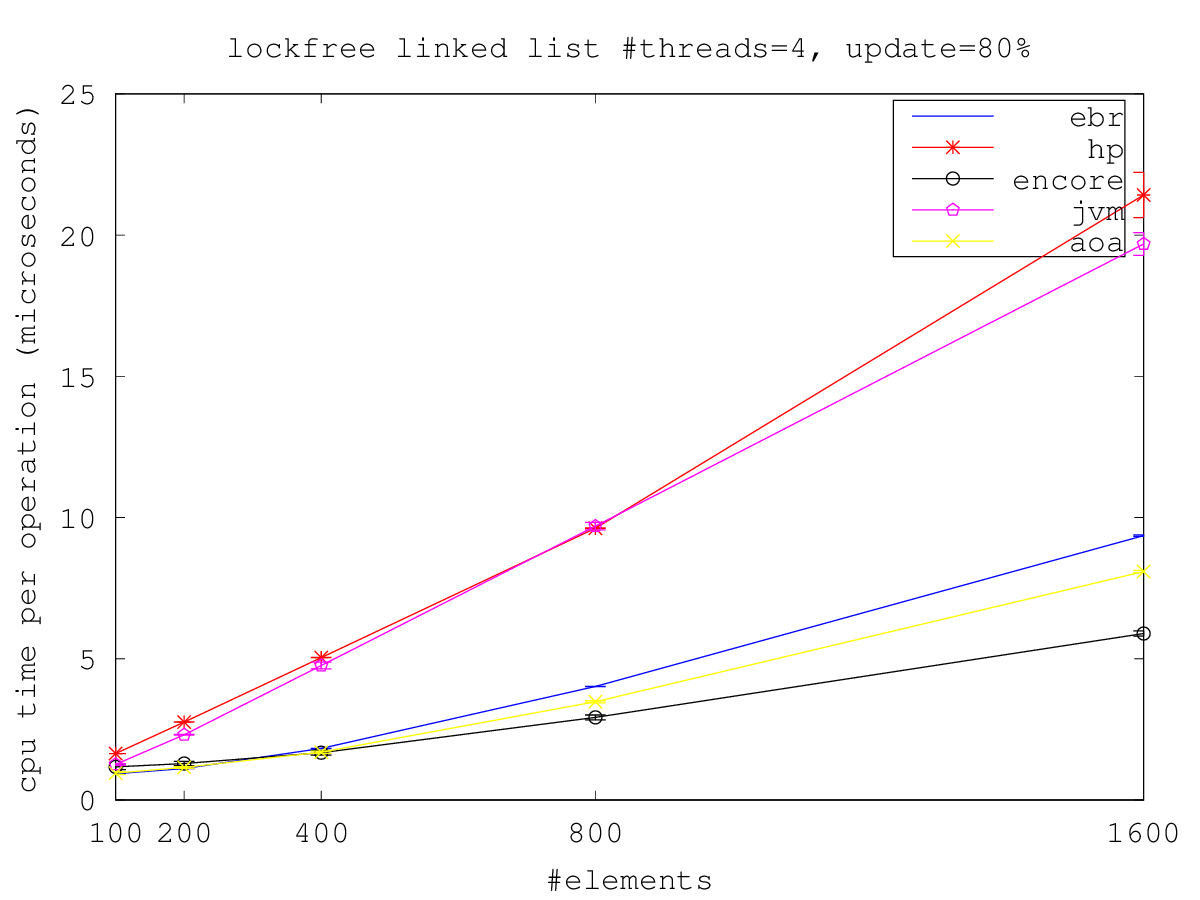 lockfree linked list #threads=4, update=80%
25
20
15
10
5
0
cpu time per operation (microseconds)
ebr
hp
encore
jvm
aoa
100 200 400 800 1600
#elements